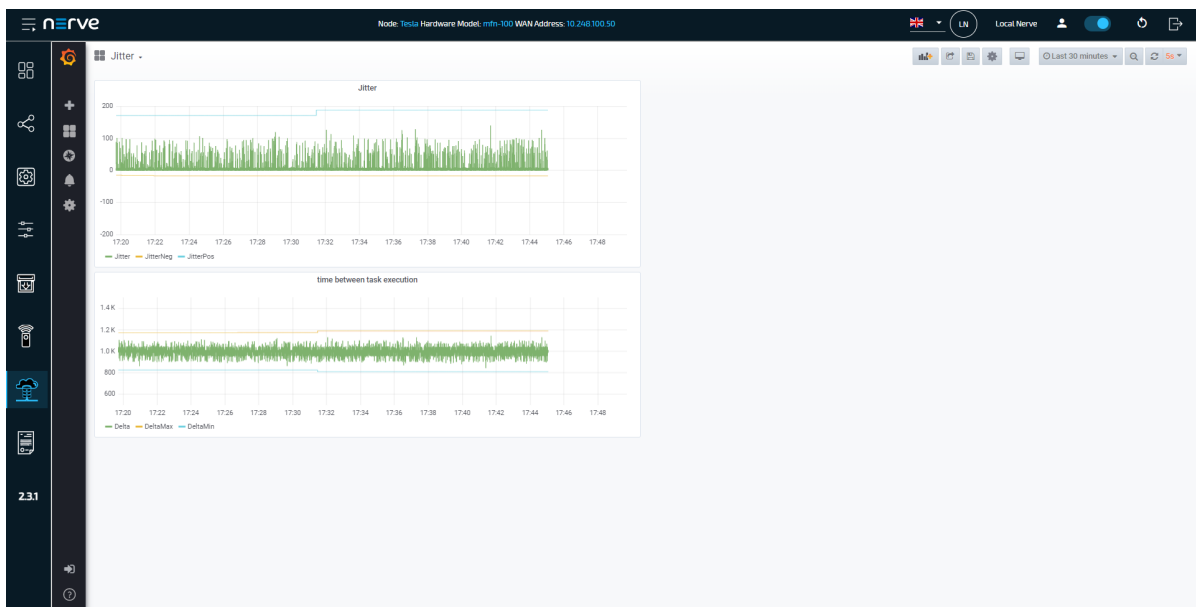 nerve
Node: Tesla Hardware Model: mfn-100 WAN Address: 10.248.100.50
LN
Local Nerve
Jitter
Last 30 minutes
5s
Jitter
200
100
0
-100
-200
17:20 17:22 17:24 17:26 17:28 17:30 17:32 17:34 17:36 17:38 17:40 17:42 17:44 17:46 17:48
Jitter JitterNeg JitterPos
time between task execution
1.4 K
1.2 K
1.0 K
800
600
17:20 17:22 17:24 17:26 17:28 17:30 17:32 17:34 17:36 17:38 17:40 17:42 17:44 17:46 17:48
Delta DeltaMax DeltaMin
2.3.1